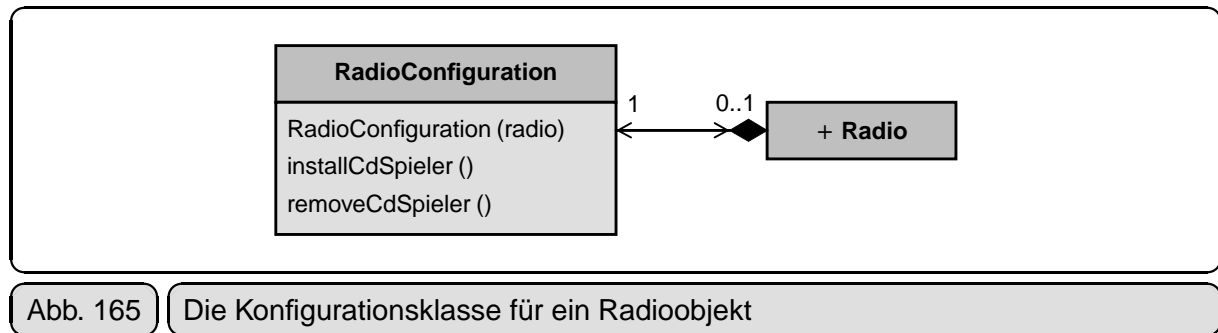 RadioConfiguration
RadioConfiguration (radio)
installCdSpieler ()
removeCdSpieler ()
1
0..1
+ Radio
Abb. 165
Die Konfigurationsklasse für ein Radioobjekt